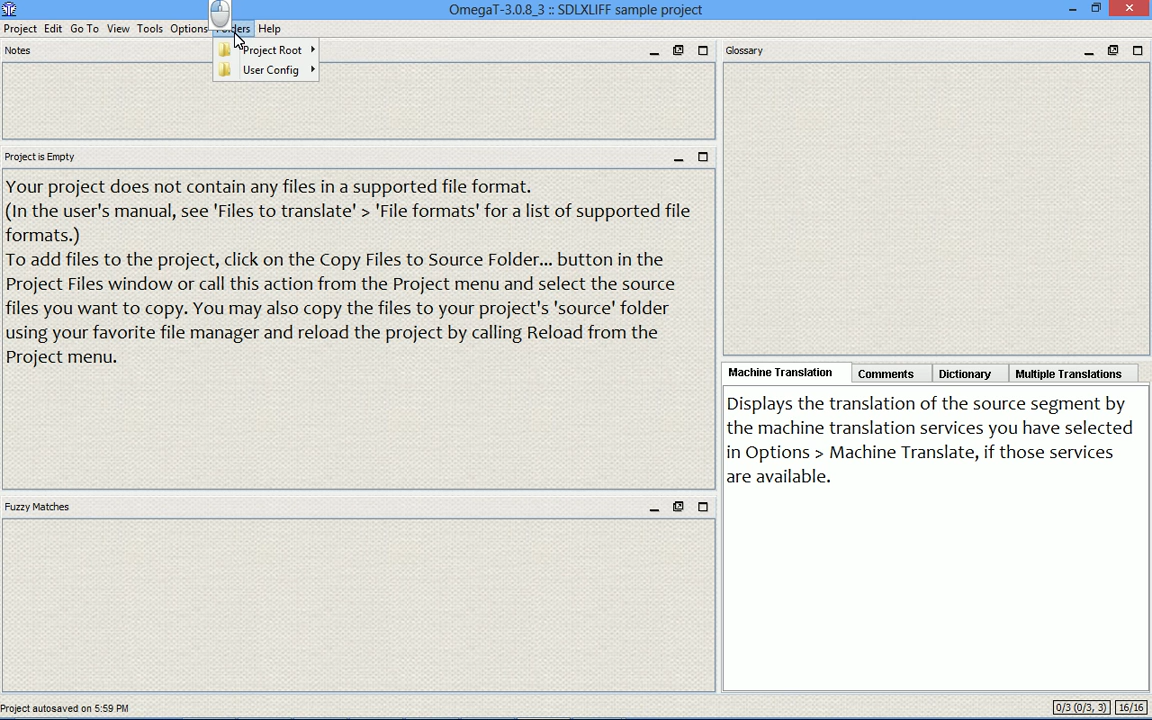 OmegaT-3.0.8_3 :: SDLXLIFF sample project
Project Edit Go To View Tools Options Folders Help
Project Root
User Config
Notes
Glossary
Project is Empty
Your project does not contain any files in a supported file format.
(In the user's manual, see 'Files to translate' > 'File formats' for a list of supported file
formats.)
To add files to the project, click on the Copy Files to Source Folder... button in the
Project Files window or call this action from the Project menu and select the source
files you want to copy. You may also copy the files to your project's 'source' folder
using your favorite file manager and reload the project by calling Reload from the
Project menu.
Machine Translation Comments Dictionary Multiple Translations
Displays the translation of the source segment by
the machine translation services you have selected
in Options > Machine Translate, if those services
are available.
Fuzzy Matches
Project autosaved on 5:59 PM
0/3 (0/3, 3) 16/16